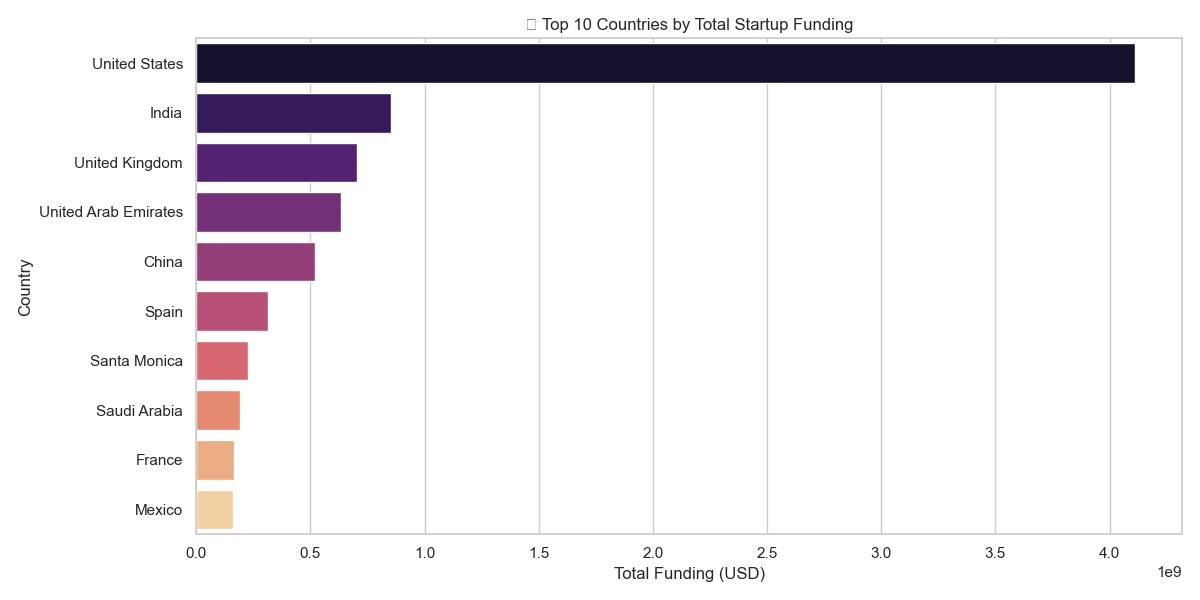 Top 10 Countries by Total Startup Funding
United States
India
United Kingdom
United Arab Emirates
China
Spain
Santa Monica
Saudi Arabia
France
Mexico
Country
0.0 0.5 1.0 1.5 2.0 2.5 3.0 3.5 4.0
1e9
Total Funding (USD)